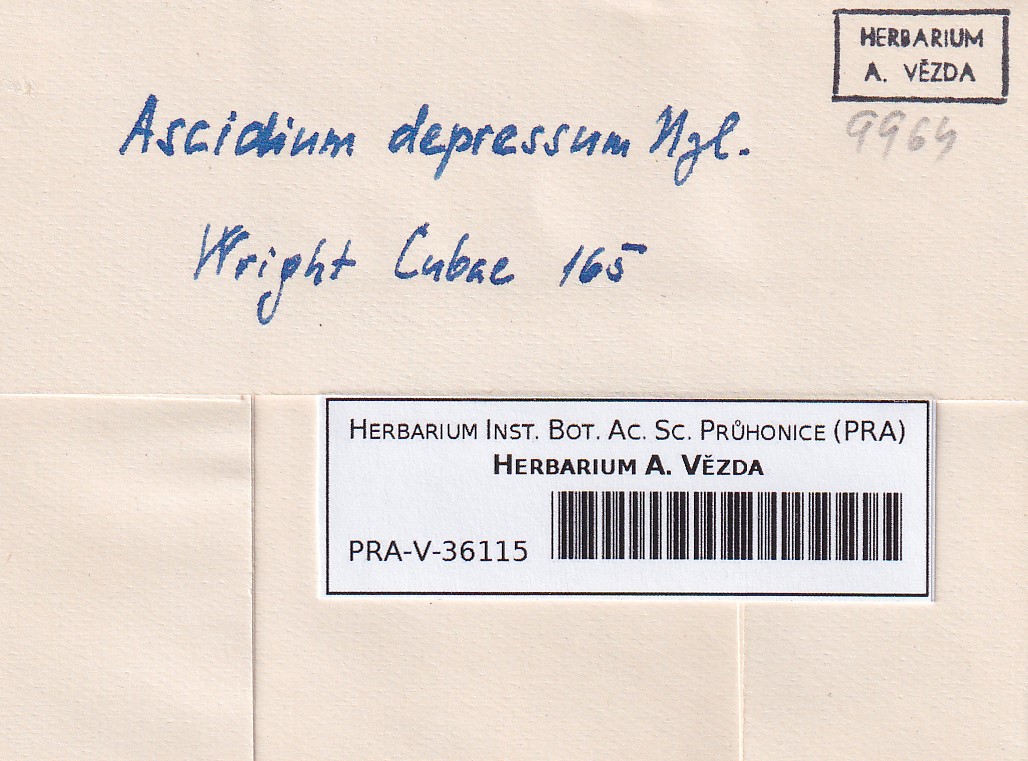 HERBARIUM
A. VĚZDA
9964
Ascidium depressum Nyl.
Wright Cubae 165
HERBARIUM INST. BOT. AC. SC. PRŮHONICE (PRA)
HERBARIUM A. VĚZDA
PRA-V-36115